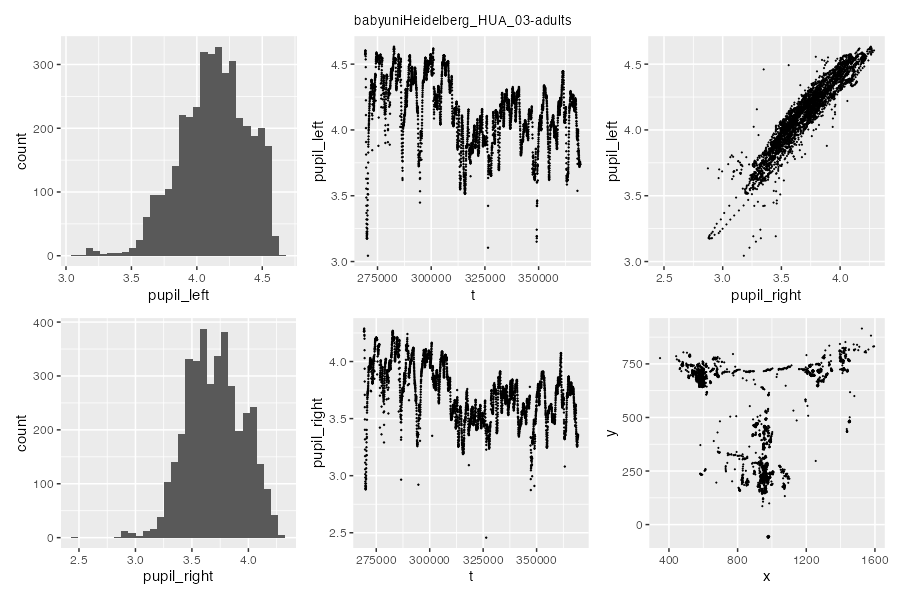 babyuniHeidelberg_HUA_03-adults
300
200
100
0
count
3.0 3.5 4.0 4.5
pupil_left
4.5
4.0
3.5
3.0
pupil_left
275000 300000 325000 350000
t
4.5
4.0
3.5
3.0
pupil_left
2.5 3.0 3.5 4.0
pupil_right
400
300
200
100
0
count
2.5 3.0 3.5 4.0
pupil_right
4.0
3.5
3.0
2.5
pupil_right
275000 300000 325000 350000
t
750
500
250
0
y
400 800 1200 1600
x